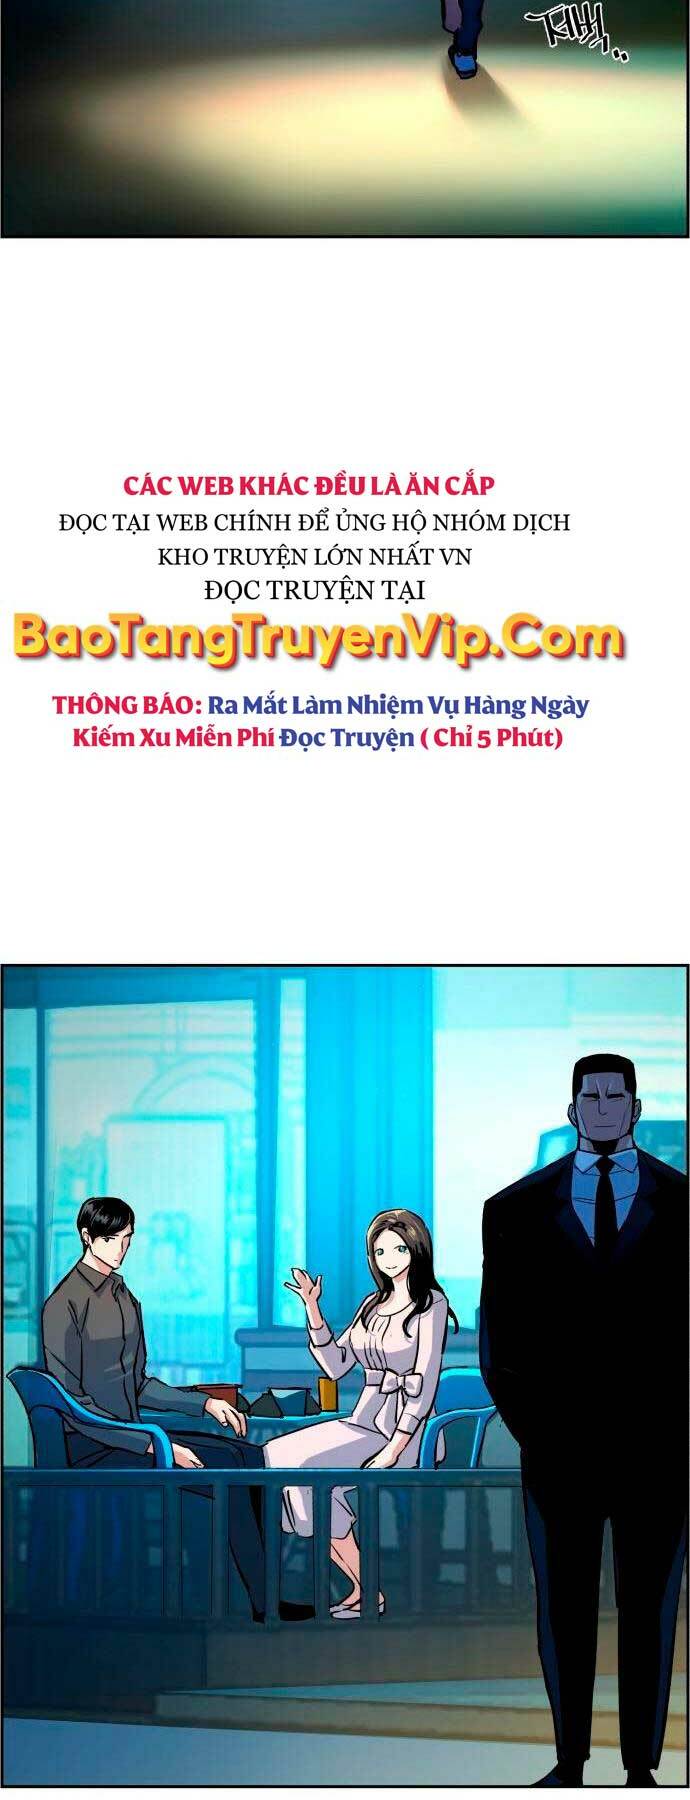 CÁC WEB KHÁC ĐỀU LÀ ĂN CẮP
ĐỌC TẠI WEB CHÍNH ĐỂ ỦNG HỘ NHÓM DỊCH
KHO TRUYỆN LỚN NHẤT VN
ĐỌC TRUYỆN TẠI
BaoTangTruyenVip.Com
THÔNG BÁO: Ra Mắt Làm Nhiệm Vụ Hàng Ngày
Kiếm Xu Miễn Phí Đọc Truyện ( Chỉ 5 Phút)